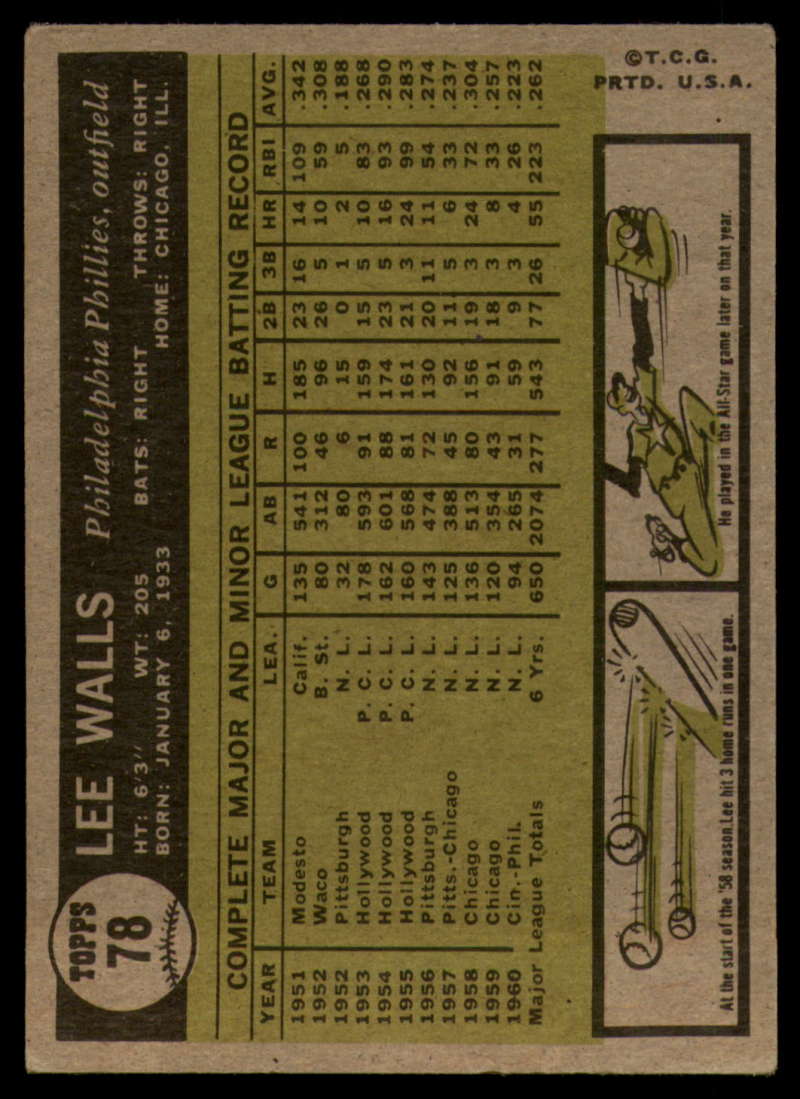 TOPPS
78
LEE WALLS Philadelphia Phillies, outfield
HT: 6'3" WT: 205 BATS: RIGHT THROWS: RIGHT
BORN: JANUARY 6, 1933 HOME: CHICAGO, ILL.
COMPLETE MAJOR AND MINOR LEAGUE BATTING RECORD
YEAR TEAM LEA. G AB R H 2B 3B HR RBI AVG.
1951 Modesto Calif. 135 541 100 185 23 16 14 109 .342
1952 Waco B. St. 80 312 46 96 26 5 10 59 .308
1952 Pittsburgh N. L. 32 80 6 15 0 1 2 5 .188
1953 Hollywood P. C. L. 178 593 91 159 15 5 10 83 .268
1954 Hollywood P. C. L. 162 601 88 174 23 5 16 93 .290
1955 Hollywood P. C. L. 160 568 81 161 21 3 24 99 .283
1956 Pittsburgh N. L. 143 474 72 130 20 11 11 54 .274
1957 Pitts.-Chicago N. L. 125 388 45 92 11 5 6 33 .237
1958 Chicago N. L. 136 513 80 156 19 3 24 72 .304
1959 Chicago N. L. 120 354 43 91 18 3 8 33 .257
1960 Cin.-Phil. N. L. 94 265 31 59 9 3 4 26 .223
Major League Totals 6 Yrs. 650 2074 277 543 77 26 55 223 .262
At the start of the '58 season, Lee hit 3 home runs in one game.
He played in the All-Star game later on that year.
©T.C.G.
PRTD. U.S.A.